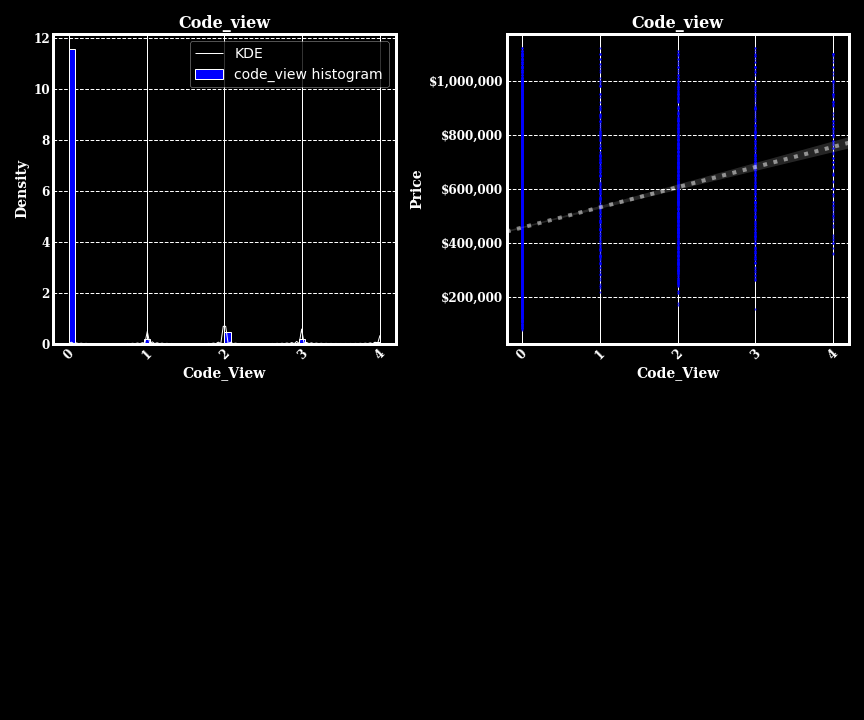 Code_view
12
10
8
6
4
2
0
Density
KDE
code_view histogram
0
1
2
3
4
Code_View
Code_view
$1,000,000
$800,000
$600,000
$400,000
$200,000
Price
0
1
2
3
4
Code_View